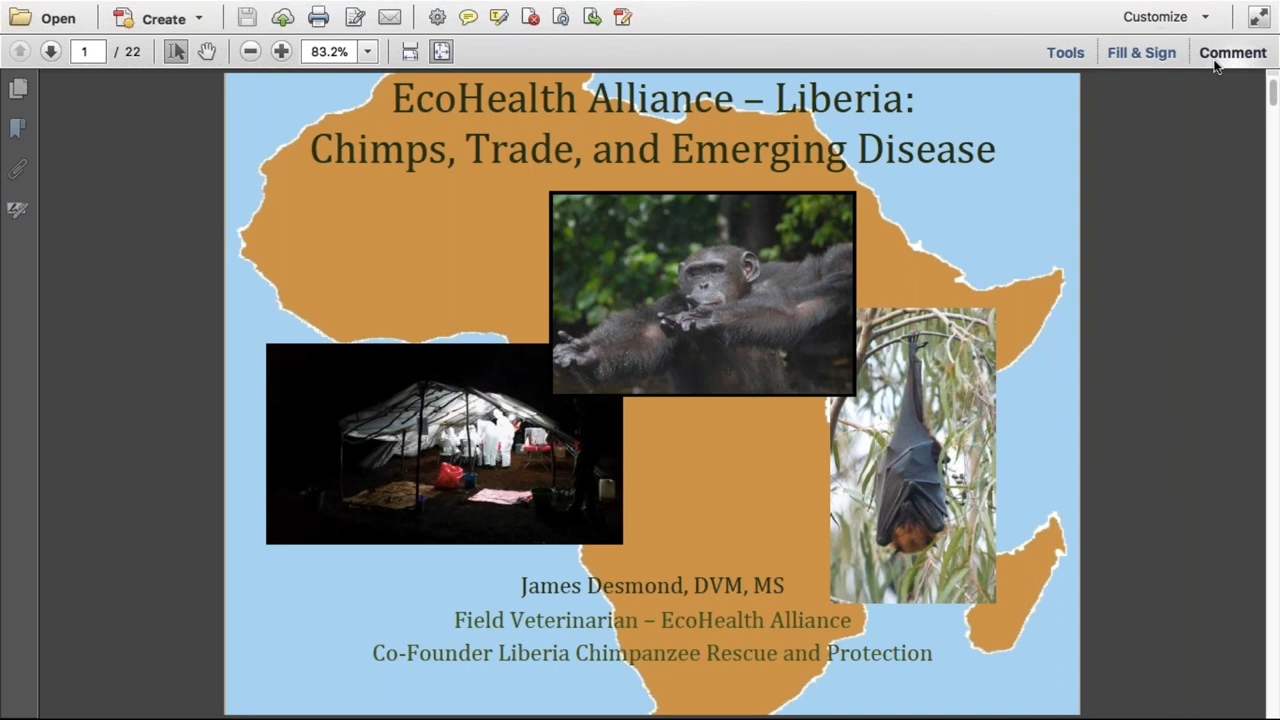 Open
Create
Customize
1 / 22
83.2%
Tools
Fill & Sign
Comment
EcoHealth Alliance – Liberia:
Chimps, Trade, and Emerging Disease
James Desmond, DVM, MS
Field Veterinarian – EcoHealth Alliance
Co-Founder Liberia Chimpanzee Rescue and Protection